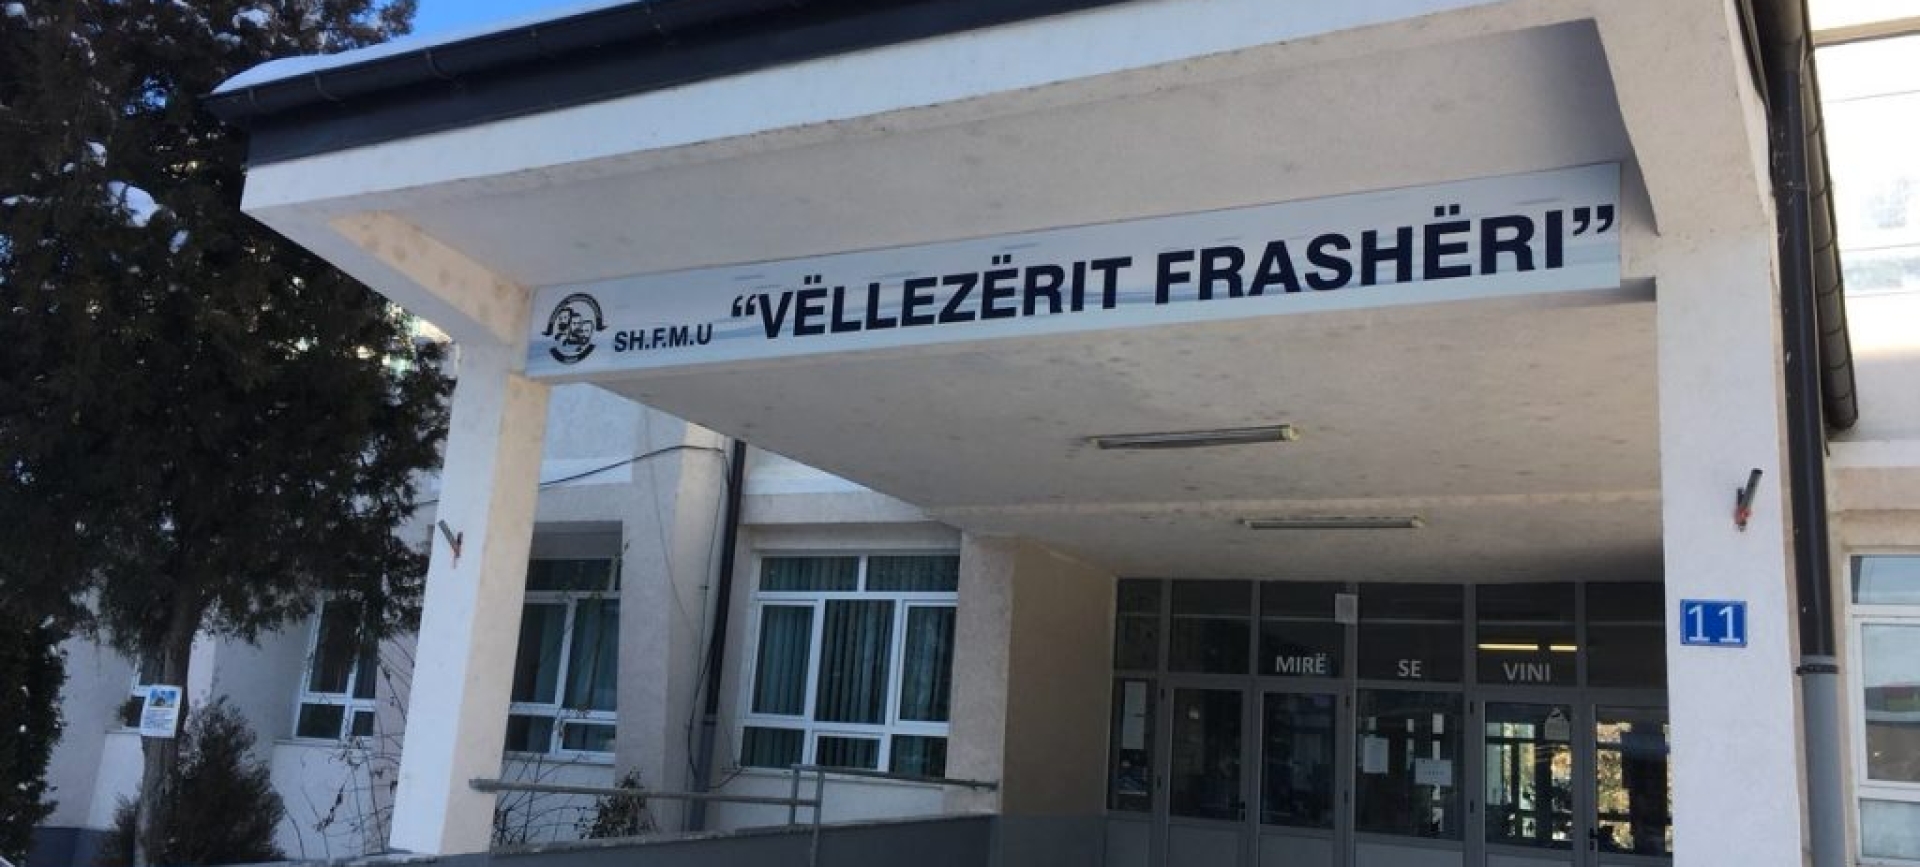 SH.F.M.U “VËLLEZËRIT FRASHËRI”
11
MIRË SE VINI